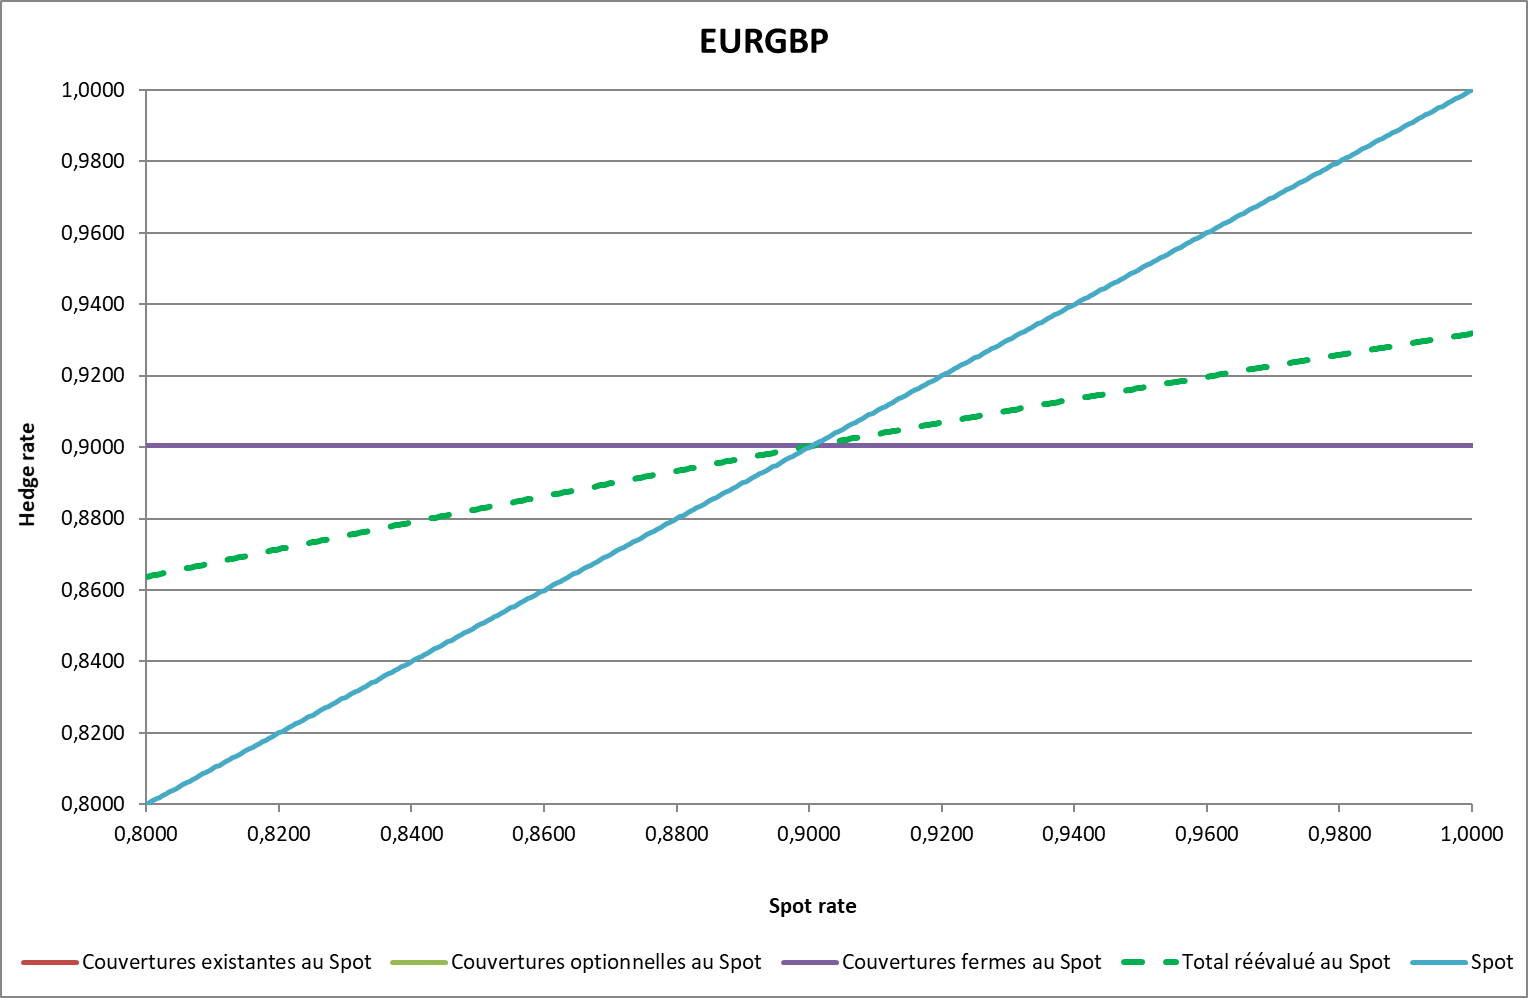 EURGBP
1,0000
0,9800
0,9600
0,9400
0,9200
0,9000
0,8800
0,8600
0,8400
0,8200
0,8000
Hedge rate
0,8000 0,8200 0,8400 0,8600 0,8800 0,9000 0,9200 0,9400 0,9600 0,9800 1,0000
Spot rate
Couvertures existantes au Spot Couvertures optionnelles au Spot Couvertures fermes au Spot Total réévalué au Spot Spot